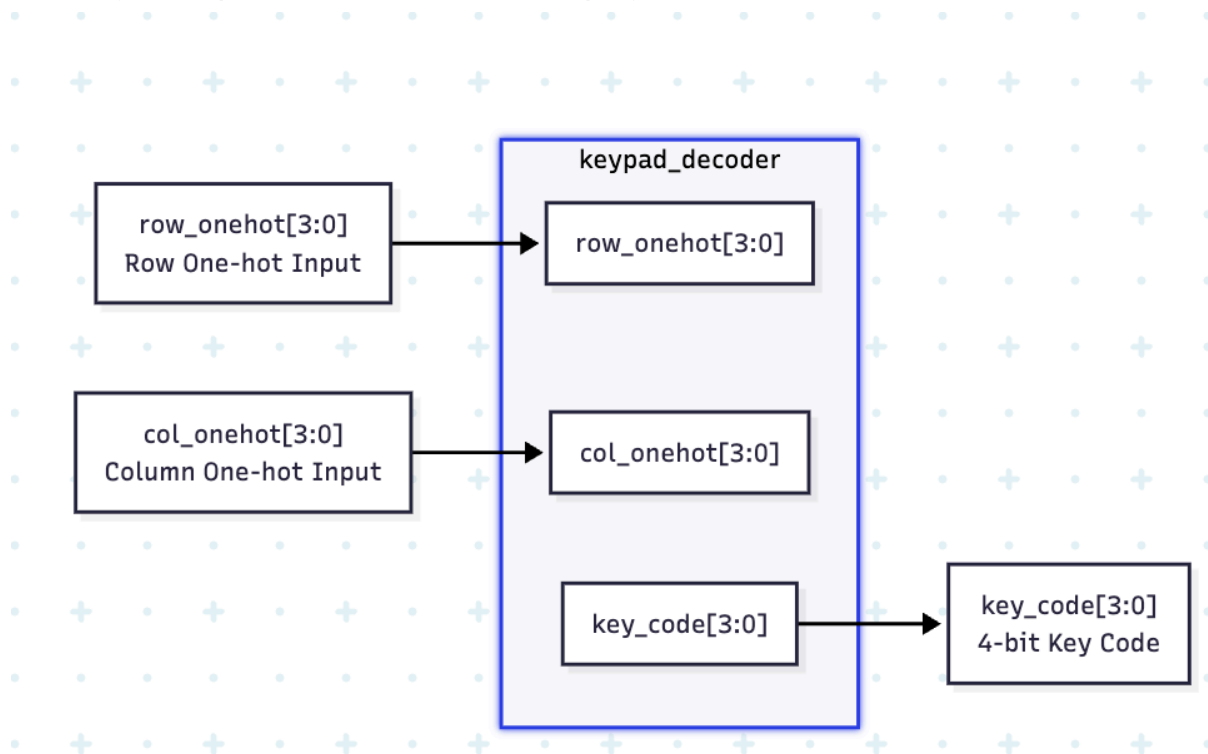 keypad_decoder
row_onehot[3:0]
Row One-hot Input
row_onehot[3:0]
col_onehot[3:0]
Column One-hot Input
col_onehot[3:0]
key_code[3:0]
key_code[3:0]
4-bit Key Code